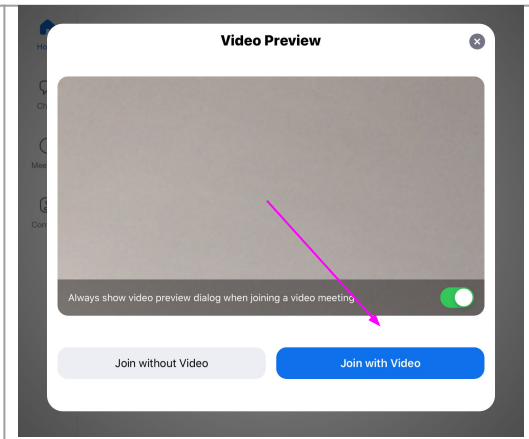 Video Preview
Always show video preview dialog when joining a video meeting
Join without Video
Join with Video